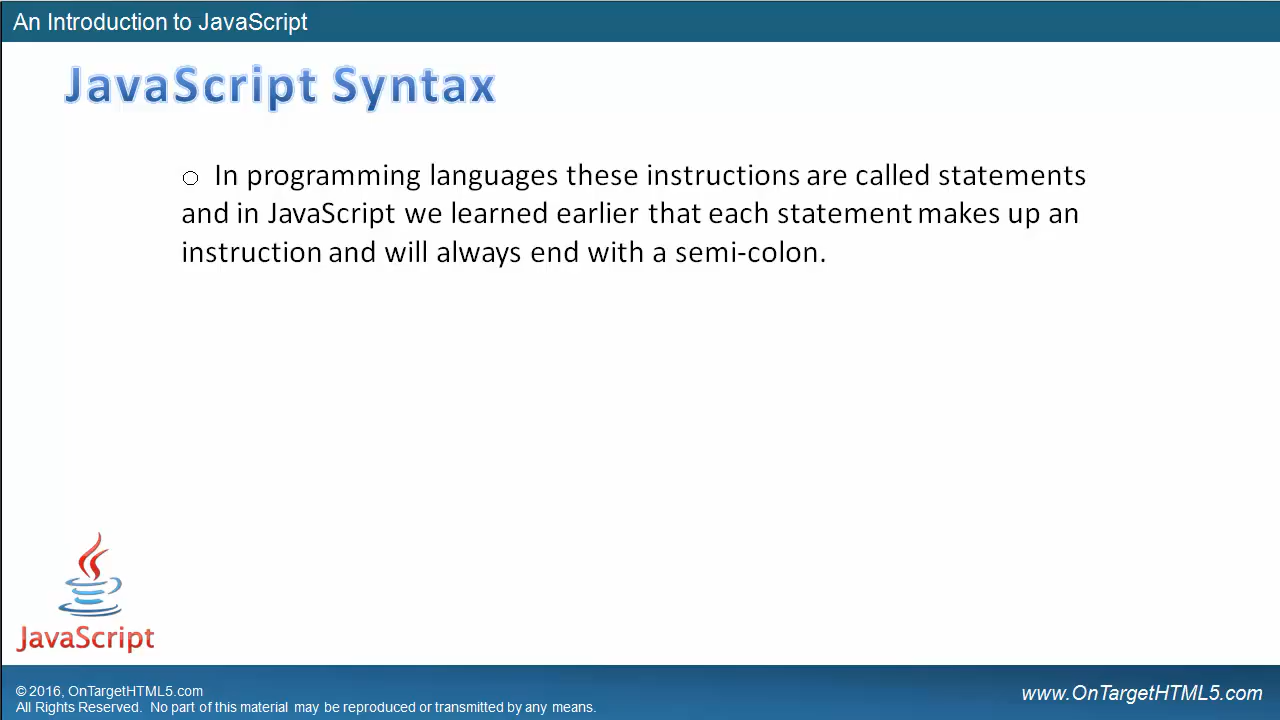 An Introduction to JavaScript
JavaScript Syntax
o In programming languages these instructions are called statements
and in JavaScript we learned earlier that each statement makes up an
instruction and will always end with a semi-colon.
JavaScript
© 2016, OnTargetHTML5.com
All Rights Reserved. No part of this material may be reproduced or transmitted by any means.
www.OnTargetHTML5.com